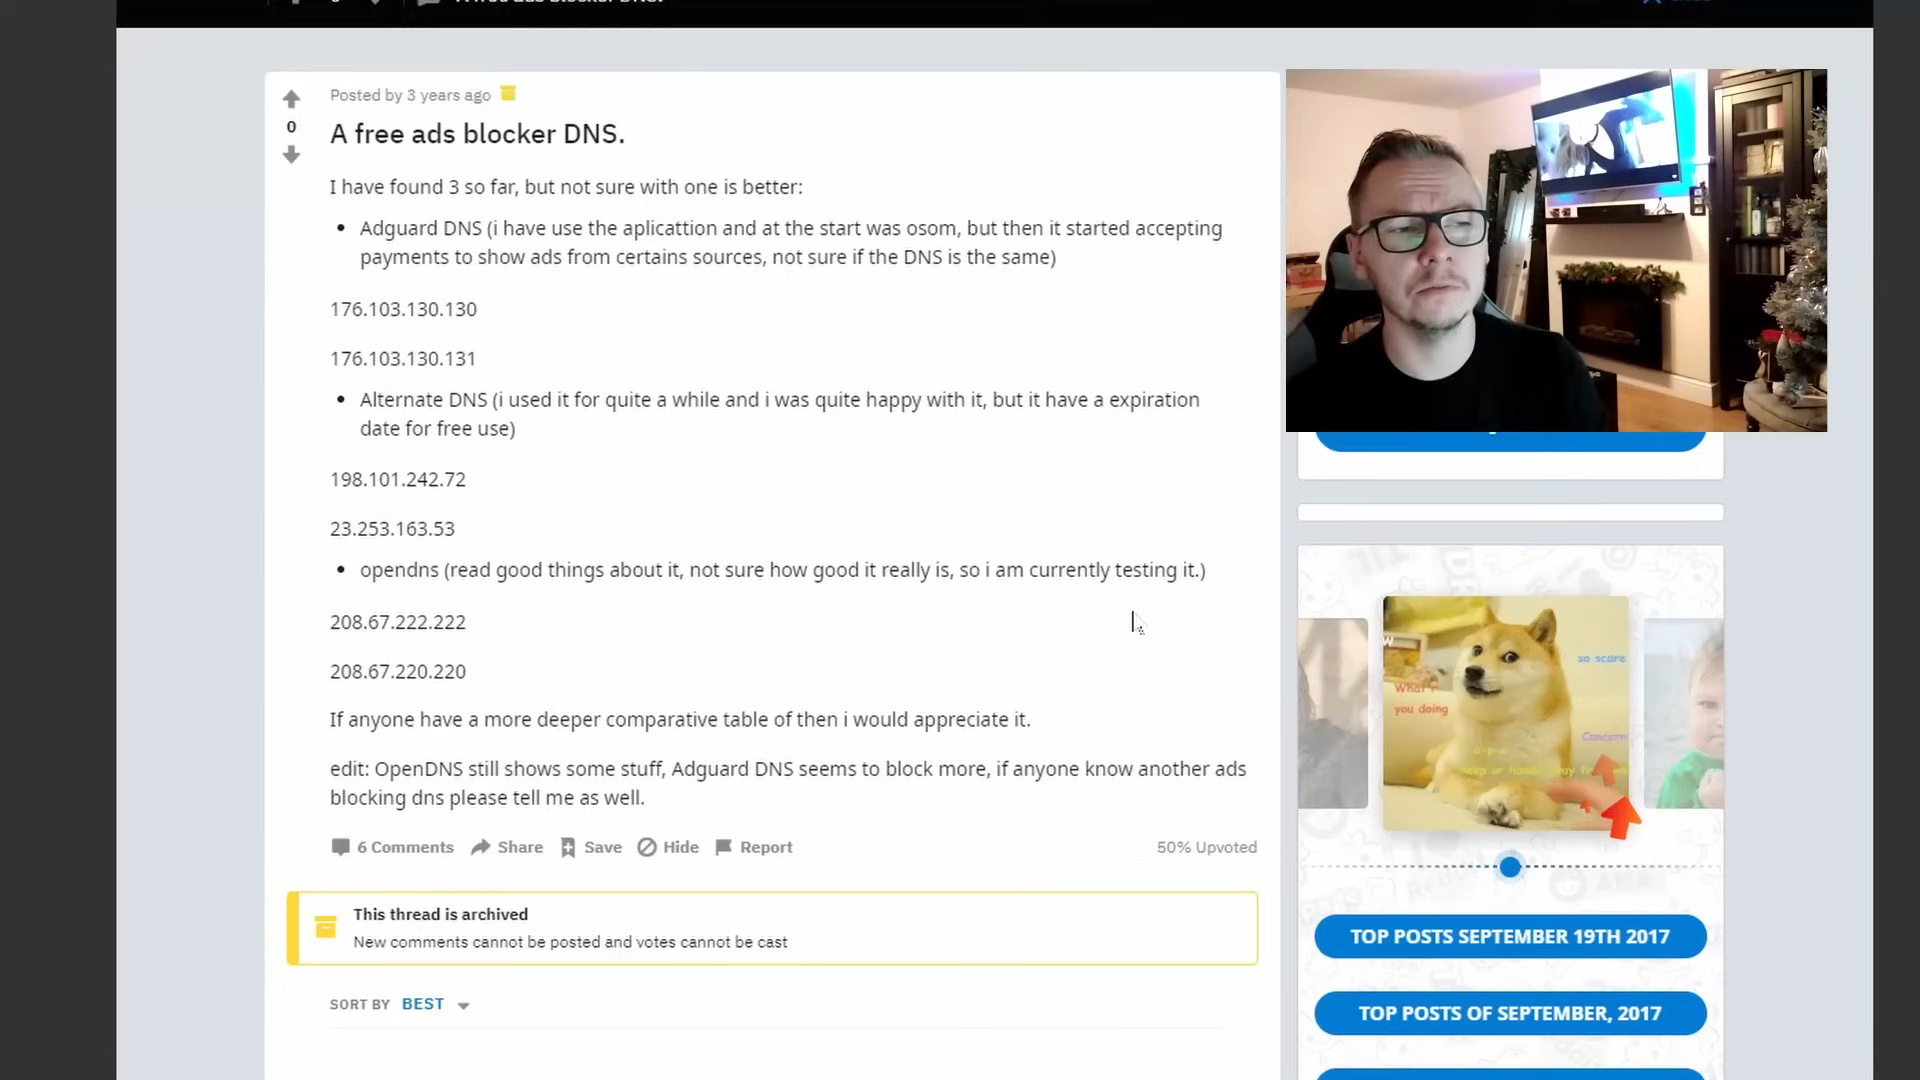 Posted by 3 years ago
0
A free ads blocker DNS.
I have found 3 so far, but not sure with one is better:
• Adguard DNS (i have use the aplicattion and at the start was osom, but then it started accepting
payments to show ads from certains sources, not sure if the DNS is the same)
176.103.130.130
176.103.130.131
• Alternate DNS (i used it for quite a while and i was quite happy with it, but it have a expiration
date for free use)
198.101.242.72
23.253.163.53
• opendns (read good things about it, not sure how good it really is, so i am currently testing it.)
208.67.222.222
208.67.220.220
If anyone have a more deeper comparative table of then i would appreciate it.
edit: OpenDNS still shows some stuff, Adguard DNS seems to block more, if anyone know another ads
blocking dns please tell me as well.
6 Comments Share Save Hide Report 50% Upvoted
This thread is archived
New comments cannot be posted and votes cannot be cast
SORT BY BEST
so scare
What r
you doing
Concern
TOP POSTS SEPTEMBER 19TH 2017
TOP POSTS OF SEPTEMBER, 2017